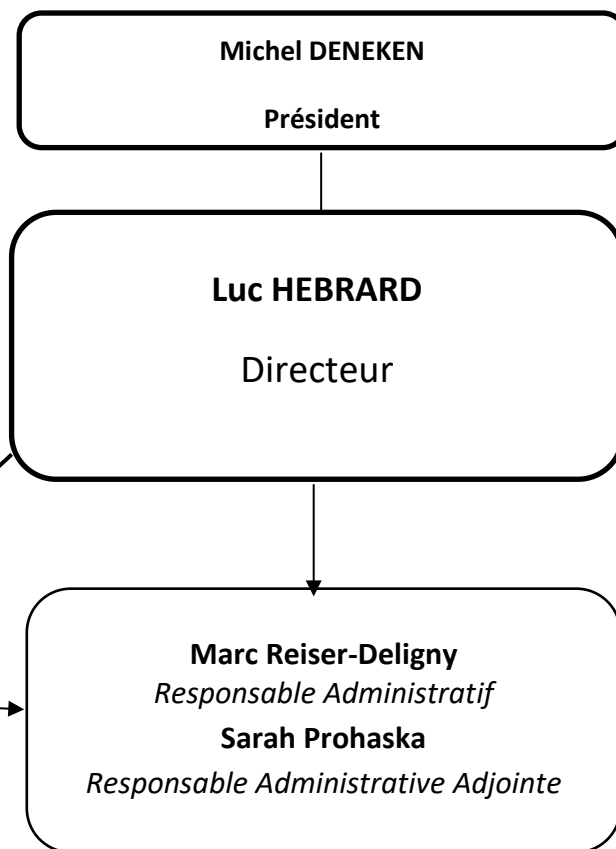 Michel DENEKEN
Président
Luc HEBRARD
Directeur
Marc Reiser-Deligny
Responsable Administratif
Sarah Prohaska
Responsable Administrative Adjointe